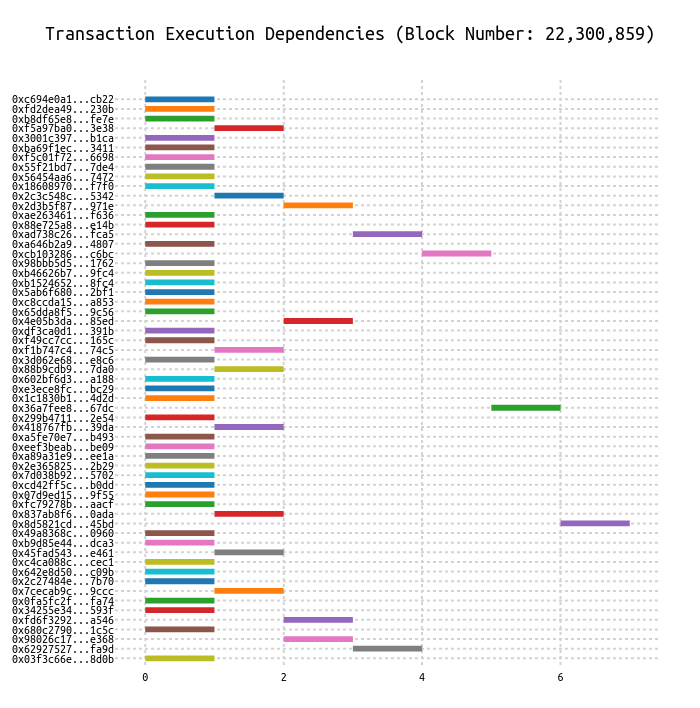 Transaction Execution Dependencies (Block Number: 22,300,859)
0xc694e0a1...cb22
0xfd2dea49...230b
0xb8df65e8...fe7e
0xf5a97ba0...3e38
0x3001c397...b1ca
0xba69f1ec...3411
0xf5c01f72...6698
0x55f21bd7...7de4
0x56454aa6...7472
0x18608970...f7f0
0x2c3c548c...5342
0x2d3b5f87...971e
0xae263461...f636
0x88e725a8...e14b
0xad738c26...fca5
0xa646b2a9...4807
0xcb103286...c6bc
0x98bbb5d5...1762
0xb46626b7...9fc4
0xb1524652...8fc4
0x5ab6f680...2bf1
0xc8ccda15...a853
0x65dda8f5...9c56
0x4e05b3da...85ed
0xdf3ca0d1...391b
0xf49cc7cc...165c
0xf1b747c4...74c5
0x3d062e68...e8c6
0x88b9cdb9...7da0
0x602bf6d3...a188
0xe3ece8fc...bc29
0x1c1830b1...4d2d
0x36a7fee8...67dc
0x299b4711...2e54
0x418767fb...39da
0xa5fe70e7...b493
0xeef3beab...be09
0xa89a31e9...ee1a
0x2e365825...2b29
0x7d038b92...5702
0xcd42ff5c...b0dd
0x07d9ed15...9f55
0xfc79278b...aacf
0x837ab8f6...0ada
0x8d5821cd...45bd
0x49a8368c...0960
0xb9d85e44...dca3
0x45fad543...e461
0xc4ca088c...cec1
0x642e8d50...c09b
0x2c27484e...7b70
0x7cecab9c...9ccc
0x0fa5fc2f...fa74
0x34255e34...593f
0xfd6f3292...a546
0x680c2790...1c5c
0x98026c17...e368
0x62927527...fa9d
0x03f3c66e...8d0b
0 2 4 6